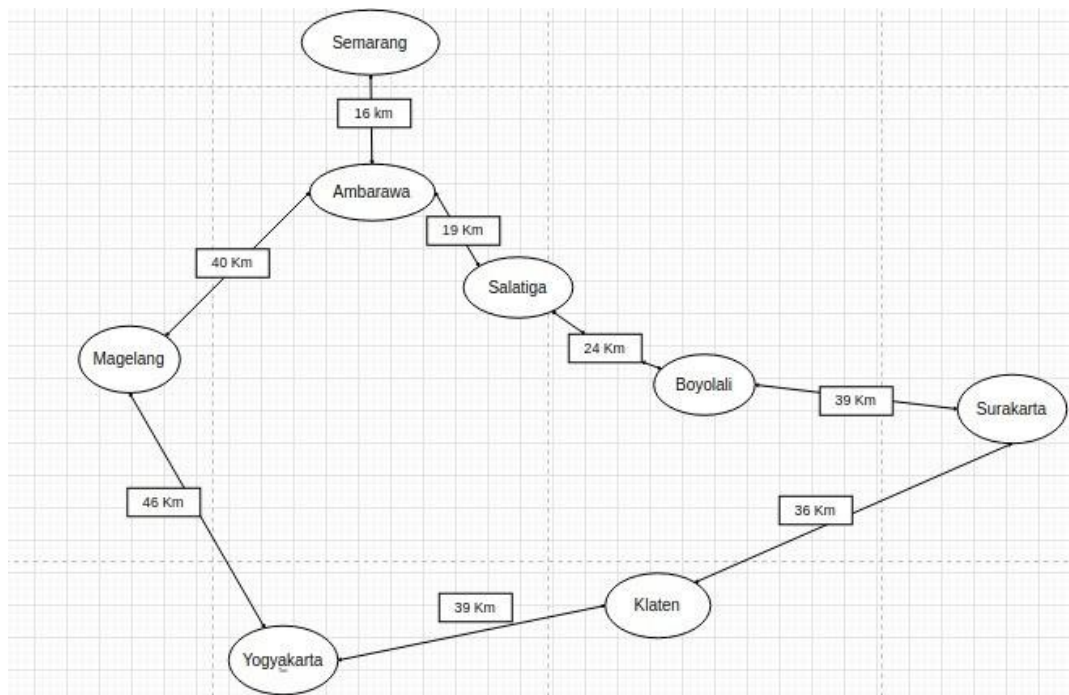 Semarang
16 km
Ambarawa
19 Km
40 Km
Salatiga
24 Km
Magelang
Boyolali
39 Km
Surakarta
46 Km
36 Km
39 Km
Klaten
Yogyakarta